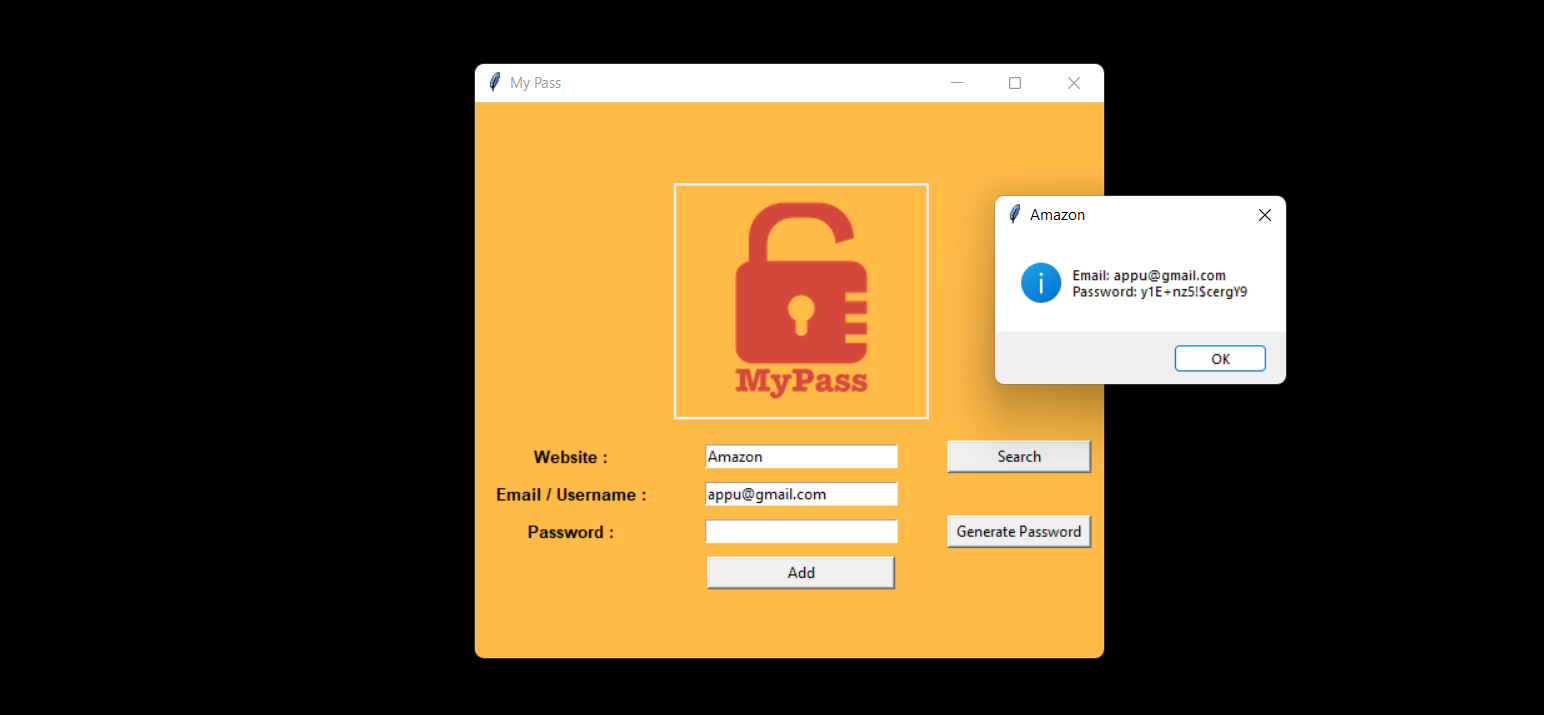 My Pass
Amazon
Email: appu@gmail.com
Password: y1E+nz5!$cergY9
OK
MyPass
Website :
Amazon
Search
Email / Username :
appu@gmail.com
Password :
Generate Password
Add